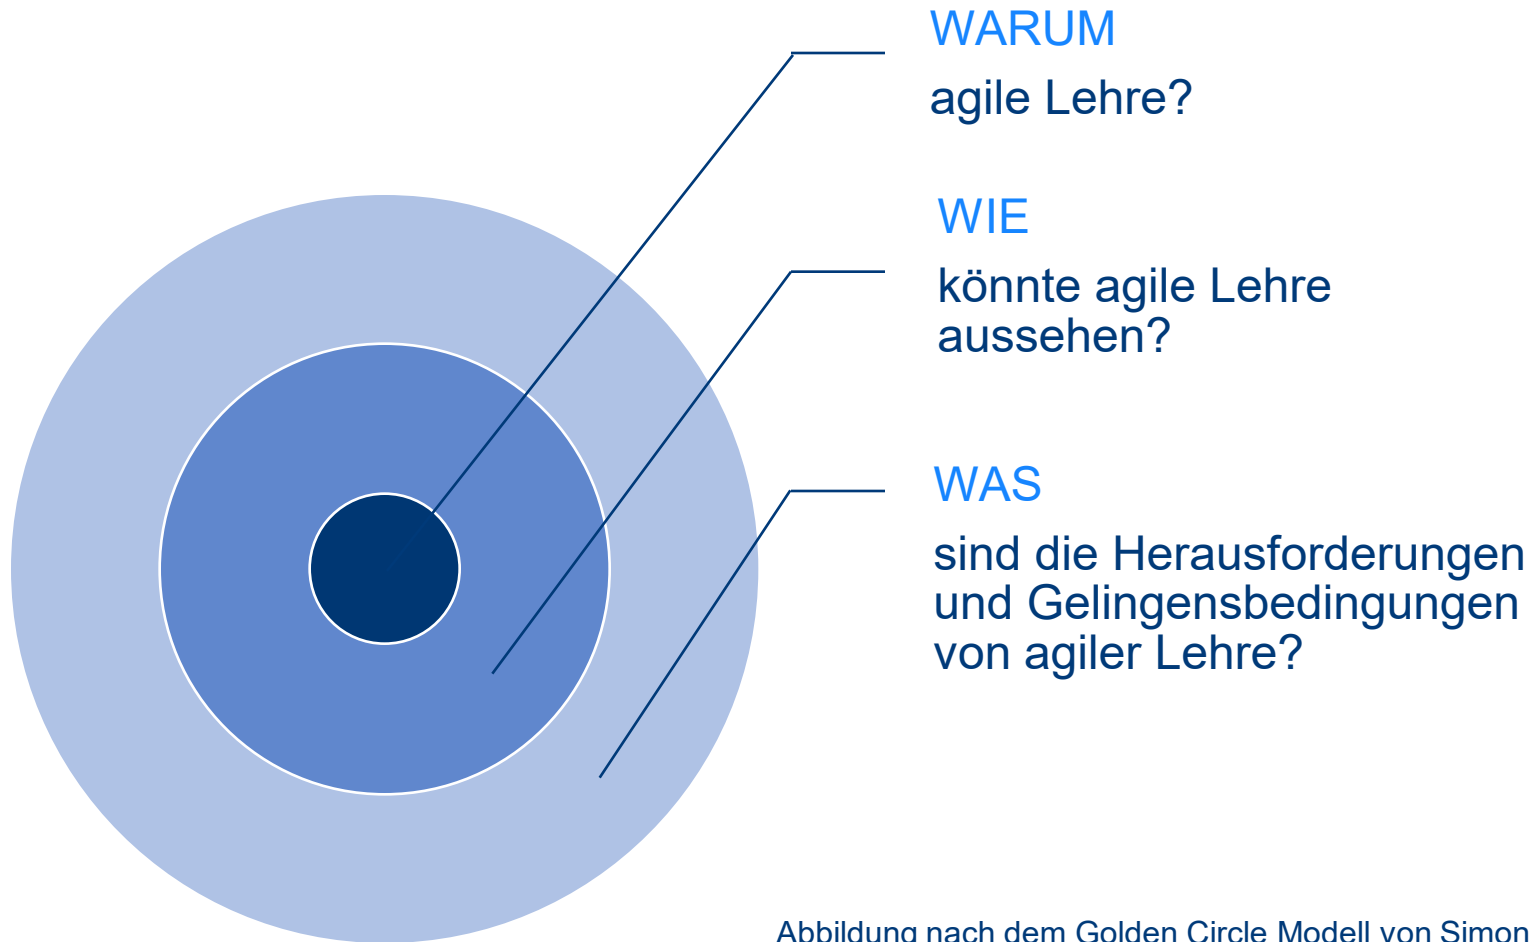 WARUM
agile Lehre?
WIE
könnte agile Lehre
aussehen?
WAS
sind die Herausforderungen
und Gelingensbedingungen
von agiler Lehre?
Abbildung nach dem Golden Circle Modell von Simon